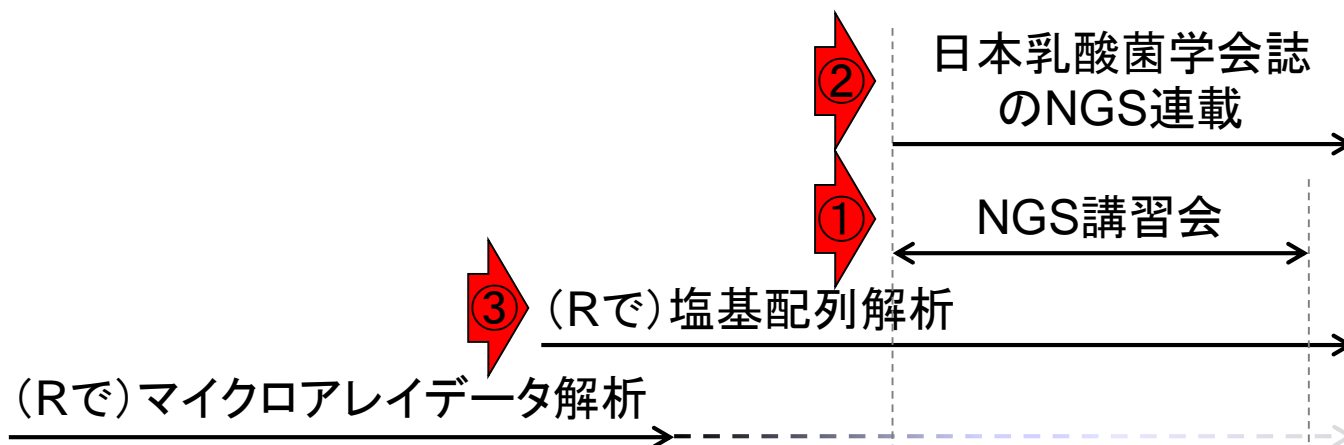 ②
日本乳酸菌学会誌
のNGS連載
①
NGS講習会
③
(Rで)塩基配列解析
(Rで)マイクロアレイデータ解析